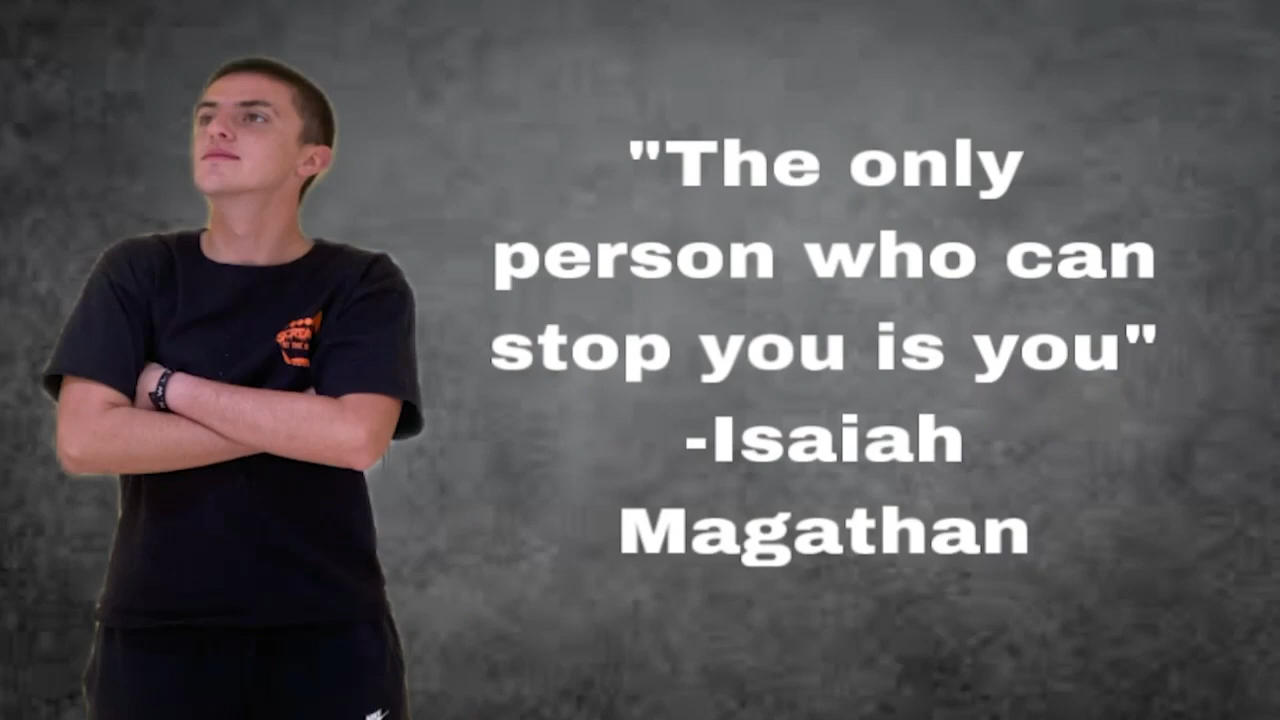 "The only
person who can
stop you is you"
-Isaiah
Magathan